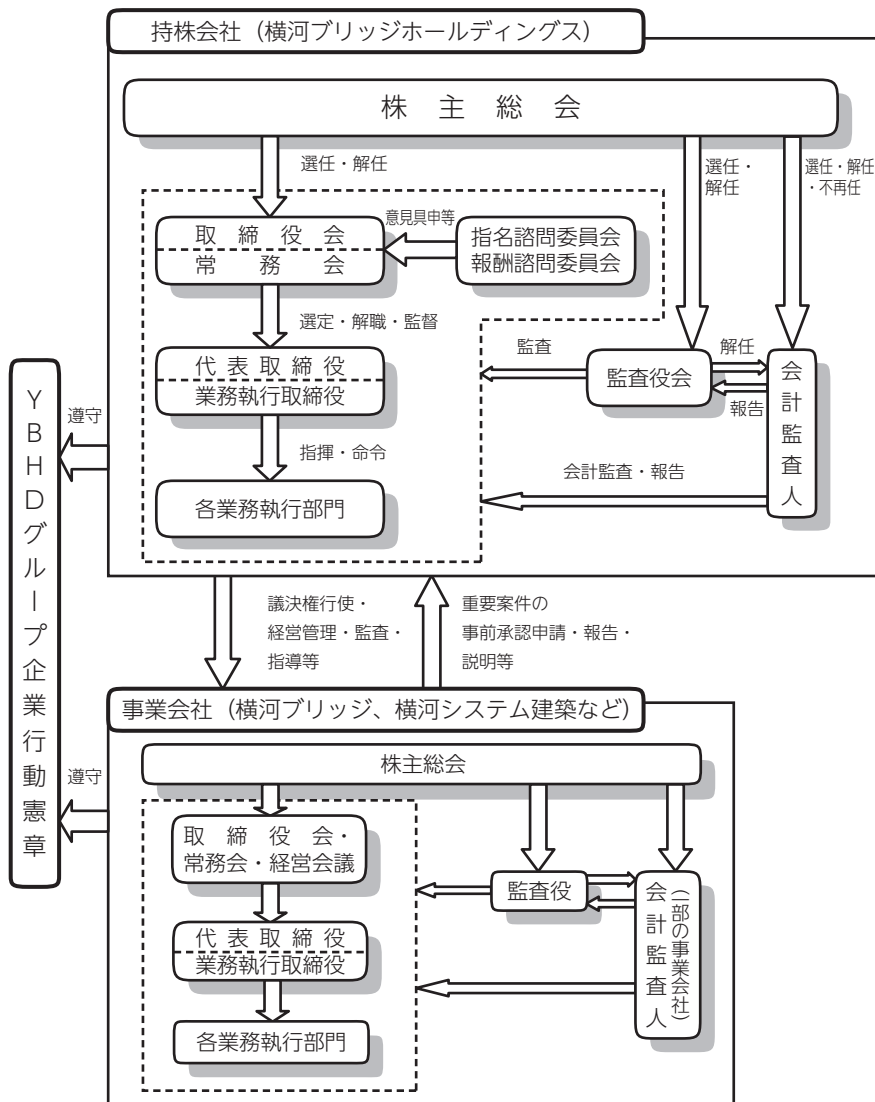 持株会社（横河ブリッジホールディングス）
株主総会
選任・解任
選任・
解任
選任・解任
・不再任
取締役会
常務会
意見具申等
指名諮問委員会
報酬諮問委員会
選定・解職・監督
代表取締役
業務執行取締役
監査
監査役会
解任
報告
会計監査人
指揮・命令
会計監査・報告
各業務執行部門
YBHDグループ企業行動憲章
遵守
議決権行使・
経営管理・監査・
指導等
重要案件の
事前承認申請・報告・
説明等
事業会社（横河ブリッジ、横河システム建築など）
株主総会
遵守
取締役会・
常務会・経営会議
監査役
会計監査人
（一部の事業会社）
代表取締役
業務執行取締役
各業務執行部門